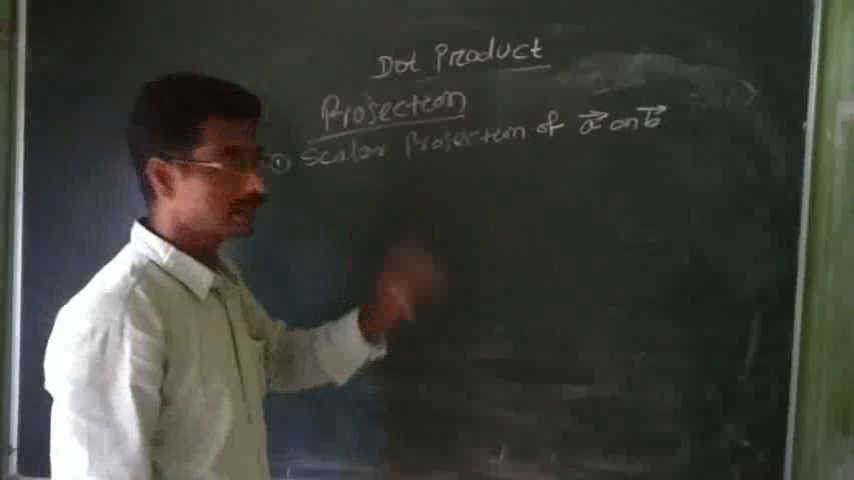 Dot Product
Projection
① Scalar Projection of a⃗ on b⃗